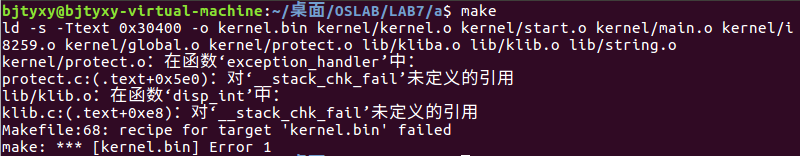 bjtyxy@bjtyxy-virtual-machine:~/桌面/OSLAB/LAB7/a$ make
ld -s -Ttext 0x30400 -o kernel.bin kernel/kernel.o kernel/start.o kernel/main.o kernel/i
8259.o kernel/global.o kernel/protect.o lib/kliba.o lib/klib.o lib/string.o
kernel/protect.o：在函数‘exception_handler’中：
protect.c:(.text+0x5e0)：对‘__stack_chk_fail’未定义的引用
lib/klib.o：在函数‘disp_int’中：
klib.c:(.text+0xe8)：对‘__stack_chk_fail’未定义的引用
Makefile:68: recipe for target 'kernel.bin' failed
make: *** [kernel.bin] Error 1